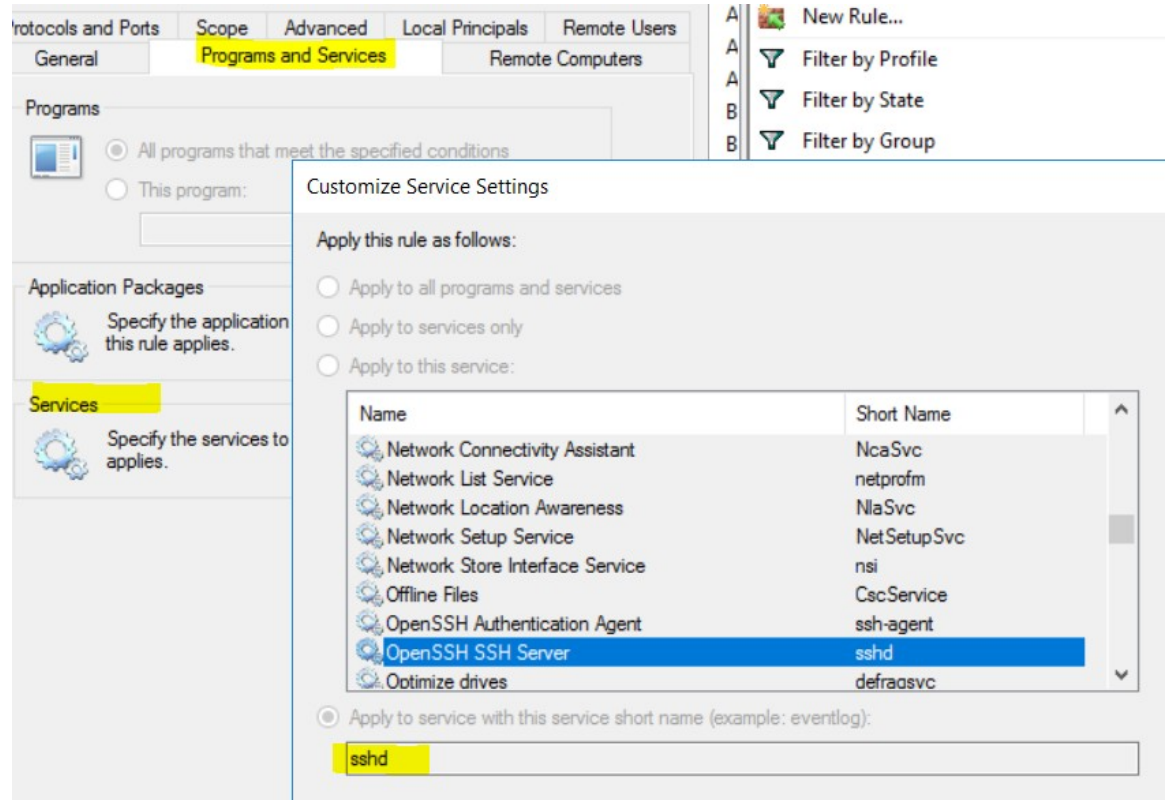 rotocols and Ports Scope Advanced Local Principals Remote Users
General Programs and Services Remote Computers
Programs
All programs that meet the specified conditions
This program:
Application Packages
Specify the application
this rule applies.
Services
Specify the services to
applies.
A
A
A
B
B
New Rule...
Filter by Profile
Filter by State
Filter by Group
Customize Service Settings
Apply this rule as follows:
Apply to all programs and services
Apply to services only
Apply to this service:
Name Short Name
Network Connectivity Assistant NcaSvc
Network List Service netprofm
Network Location Awareness NlaSvc
Network Setup Service NetSetupSvc
Network Store Interface Service nsi
Offline Files CscService
OpenSSH Authentication Agent ssh-agent
OpenSSH SSH Server sshd
Optimize drives defragsvc
Apply to service with this service short name (example: eventlog):
sshd